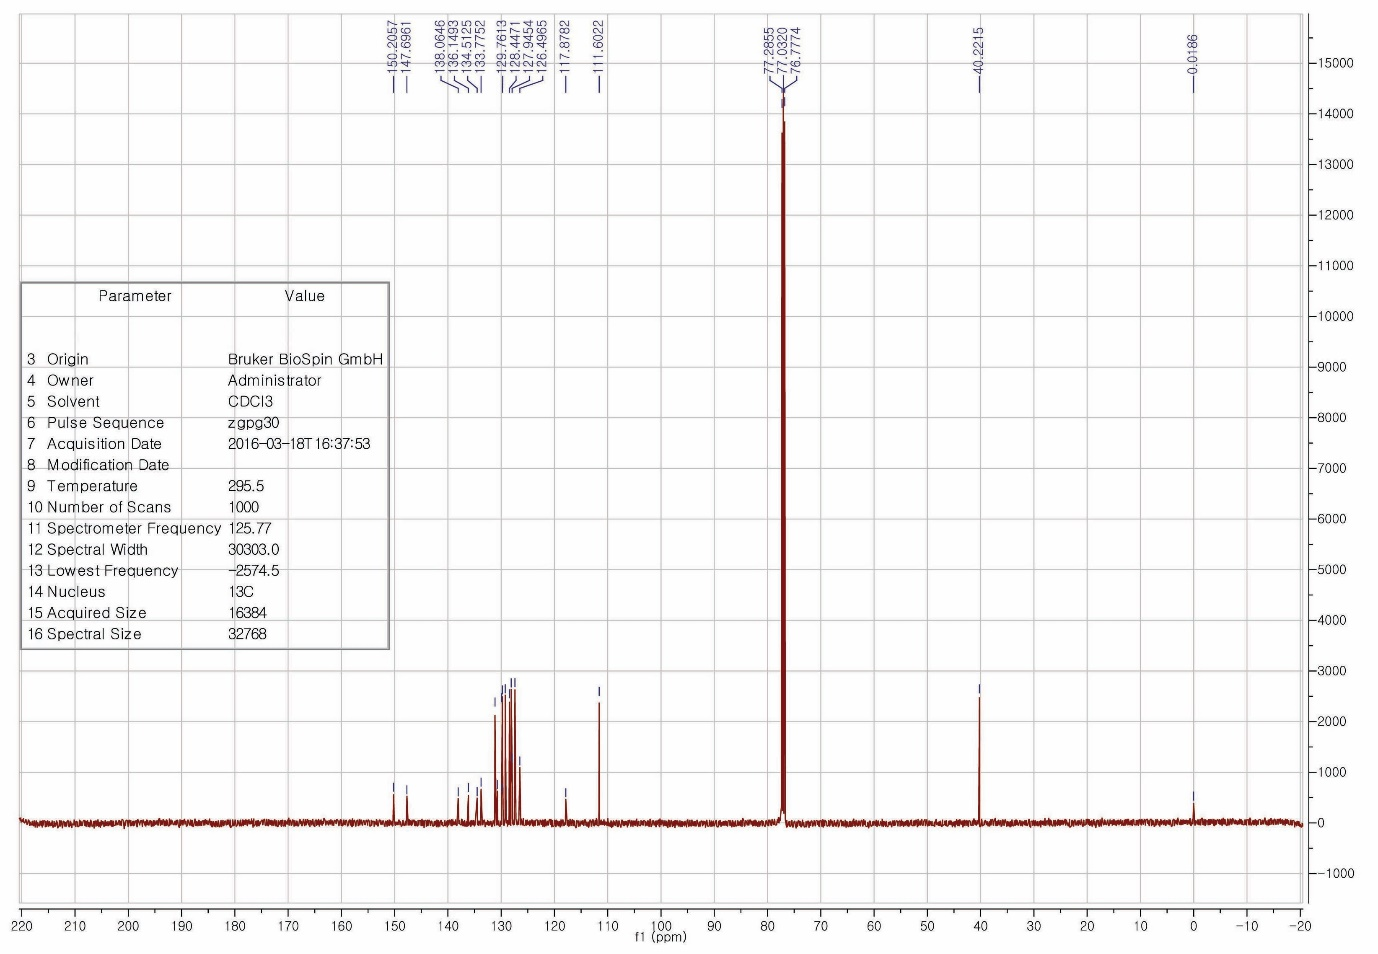 150.2057
147.6961
138.0646
136.1493
134.5125
133.7752
129.7613
128.4471
127.9454
126.4965
117.8782
111.6022
77.2855
77.0320
76.7774
40.2215
0.0186
15000
14000
13000
12000
11000
10000
9000
8000
7000
6000
5000
4000
3000
2000
1000
0
-1000
Parameter Value
3 Origin Bruker BioSpin GmbH
4 Owner Administrator
5 Solvent CDCl3
6 Pulse Sequence zgpg30
7 Acquisition Date 2016-03-18T16:37:53
8 Modification Date
9 Temperature 295.5
10 Number of Scans 1000
11 Spectrometer Frequency 125.77
12 Spectral Width 30303.0
13 Lowest Frequency -2574.5
14 Nucleus 13C
15 Acquired Size 16384
16 Spectral Size 32768
220 210 200 190 180 170 160 150 140 130 120 110 100 90 80 70 60 50 40 30 20 10 0 -10 -20
f1 (ppm)